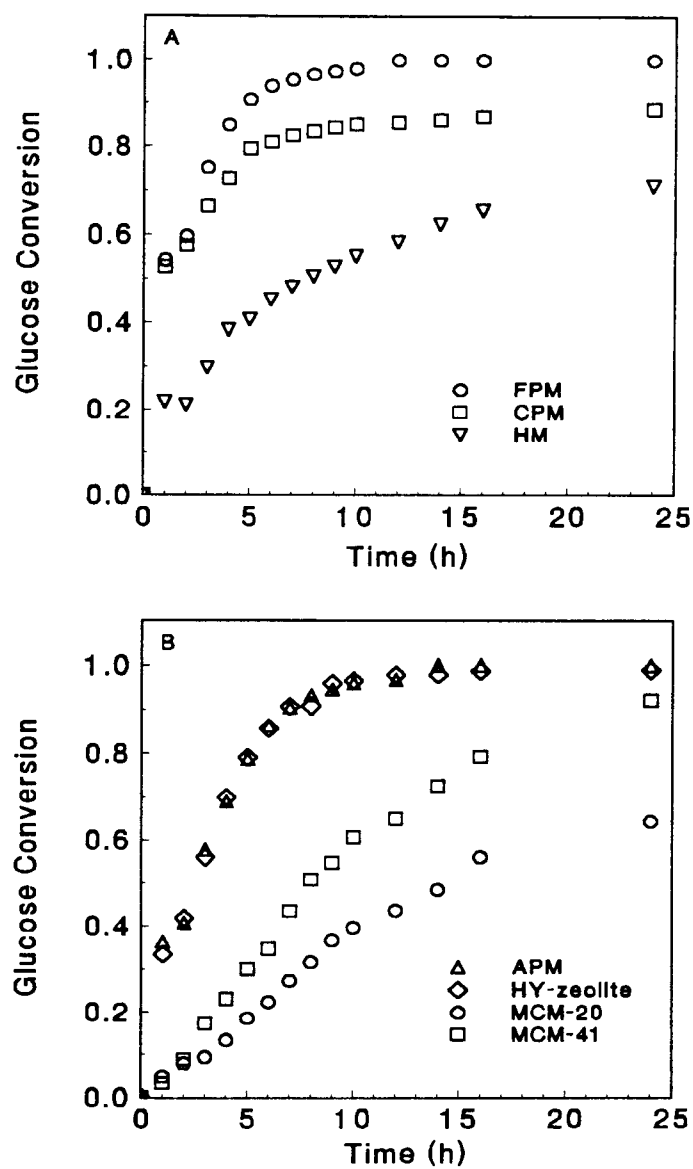 A
1.0
0.8
0.6
0.4
0.2
0.0
Glucose Conversion
FPM
CPM
HM
0 5 10 15 20 25
Time (h)
B
1.0
0.8
0.6
0.4
0.2
0.0
Glucose Conversion
APM
HY-zeolite
MCM-20
MCM-41
0 5 10 15 20 25
Time (h)